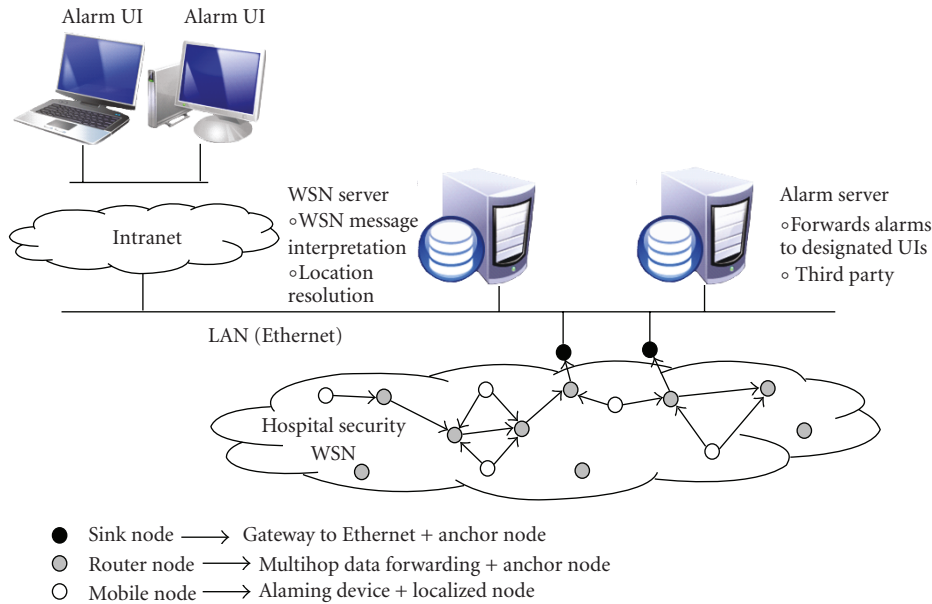 Alarm UI
Alarm UI
Intranet
WSN server
∘WSN message
interpretation
∘Location
resolution
Alarm server
∘Forwards alarms
to designated UIs
∘ Third party
LAN (Ethernet)
Hospital security
WSN
Sink node → Gateway to Ethernet + anchor node
Router node → Multihop data forwarding + anchor node
Mobile node → Alaming device + localized node